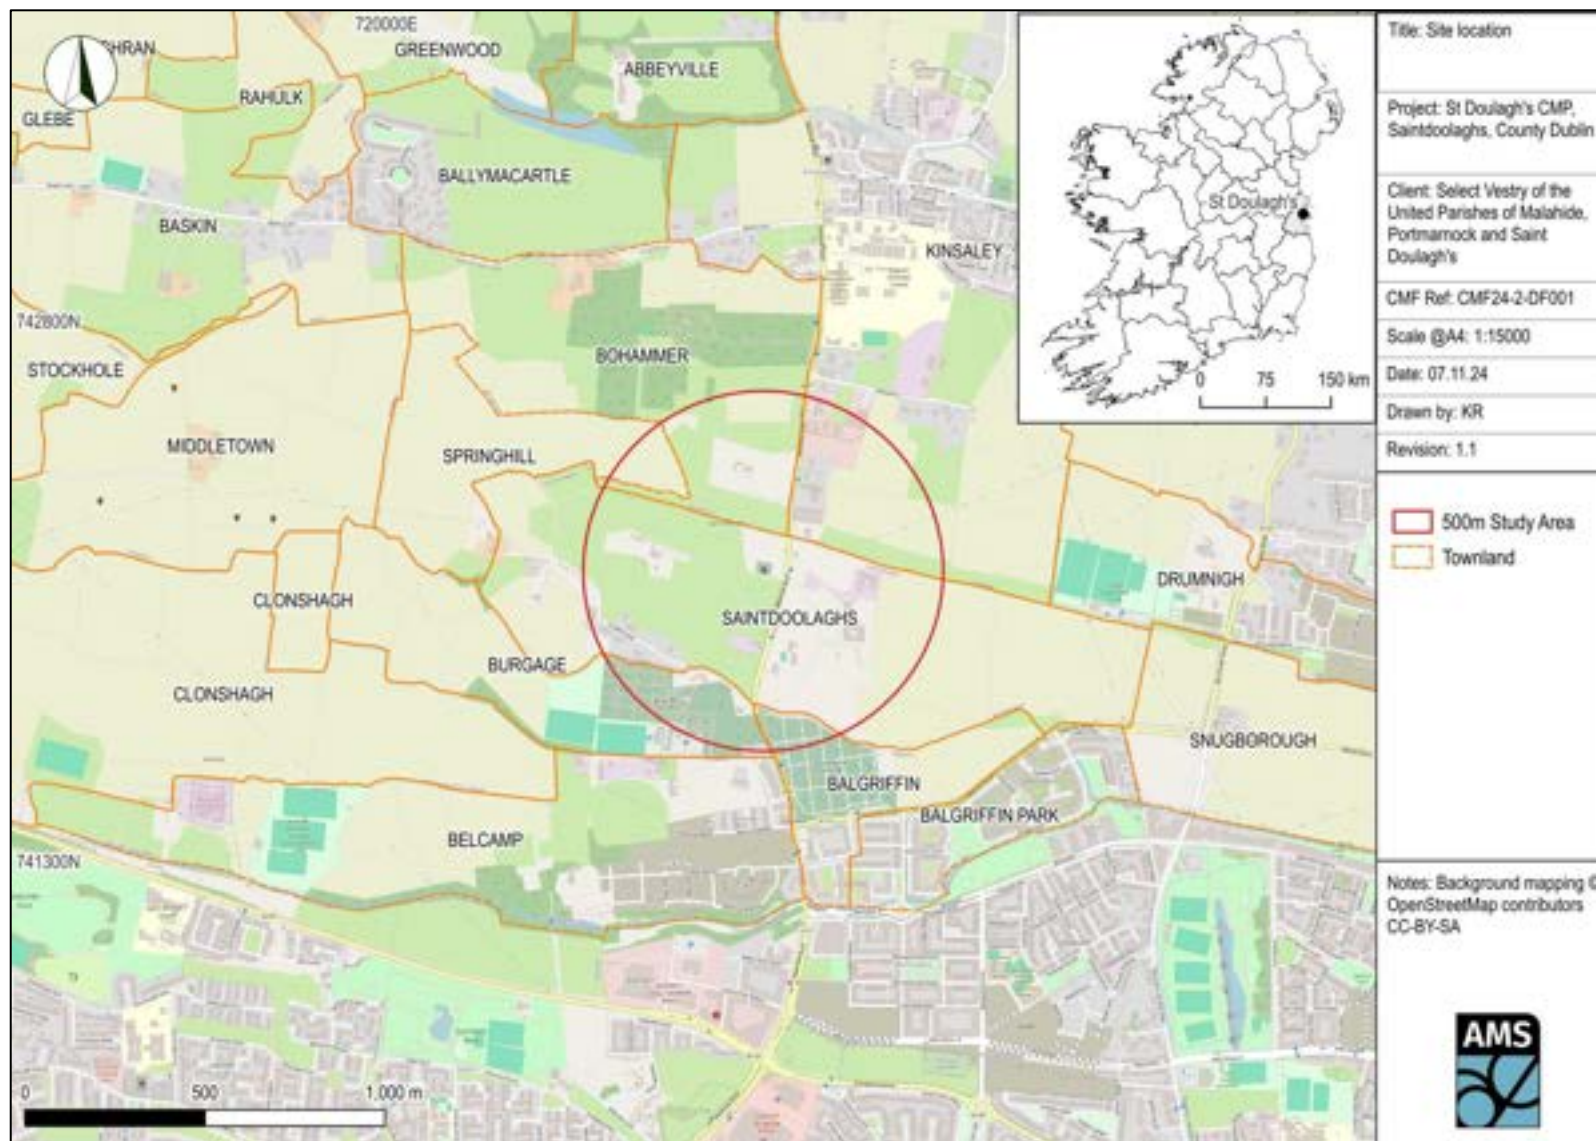 720000E
HRAN
GREENWOOD
ABBEYVILLE
RAHULK
GLEBE
BALLYMACARTLE
BASKIN
KINSALEY
742800N
BOHAMMER
STOCKHOLE
MIDDLETOWN
SPRINGHILL
CLONSHAGH
SAINTDOOLAGHS
DRUMNIGH
BURGAGE
CLONSHAGH
SNUGBOROUGH
BALGRIFFIN
BALGRIFFIN PARK
BELCAMP
741300N
0 500 1,000 m
St Doulagh's
0 75 150 km
Title: Site location
Project: St Doulagh's CMP,
Saintdoolaghs, County Dublin
Client: Select Vestry of the
United Parishes of Malahide,
Portmarnock and Saint
Doulagh's
CMF Ref: CMF24-2-DF001
Scale @A4: 1:15000
Date: 07.11.24
Drawn by: KR
Revision: 1.1
500m Study Area
Townland
Notes: Background mapping ©
OpenStreetMap contributors
CC-BY-SA
AMS